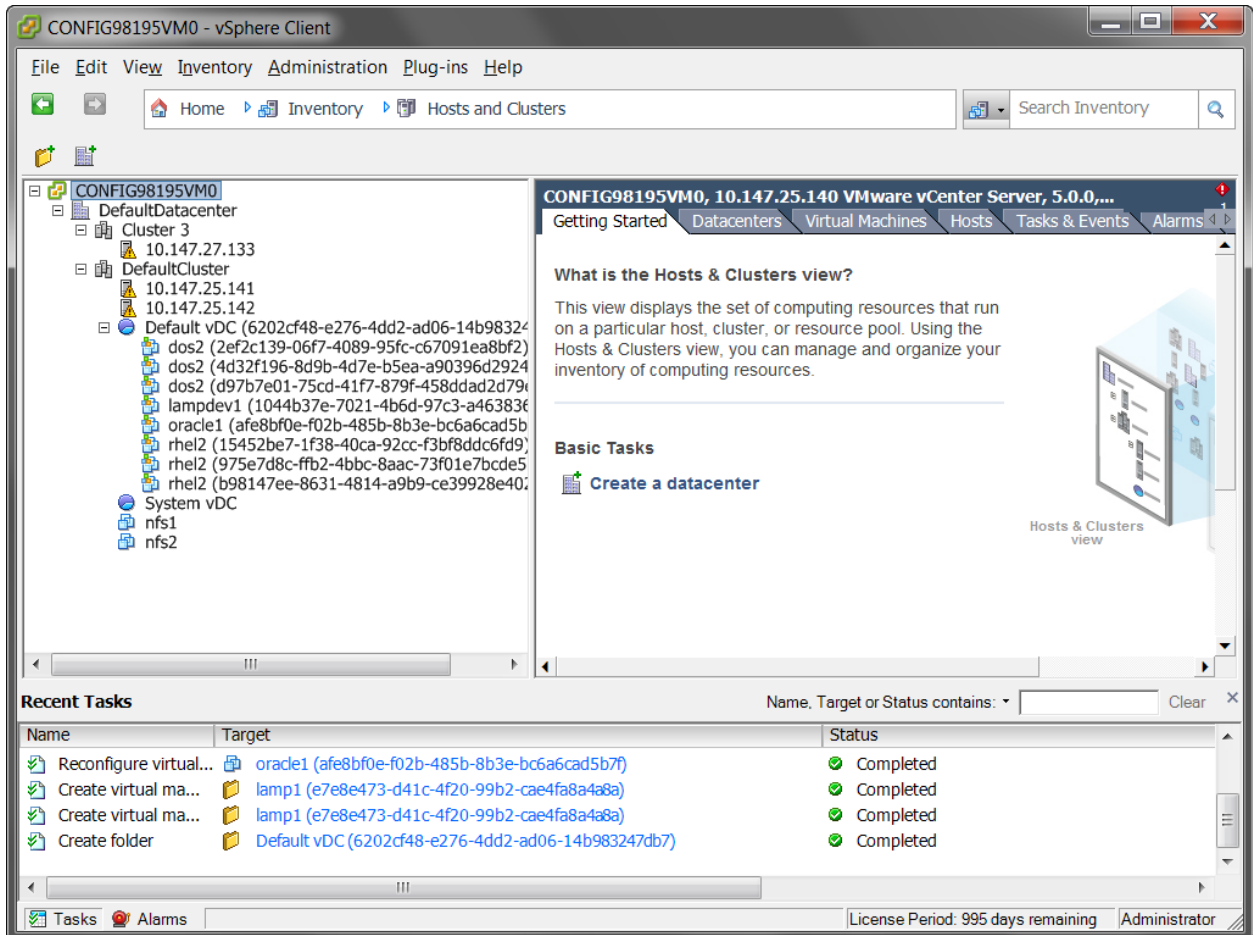 CONFIG98195VM0 - vSphere Client
File Edit View Inventory Administration Plug-ins Help
Home Inventory Hosts and Clusters
Search Inventory
CONFIG98195VM0
DefaultDatacenter
Cluster 3
10.147.27.133
DefaultCluster
10.147.25.141
10.147.25.142
Default vDC (6202cf48-e276-4dd2-ad06-14b98324
dos2 (2ef2c139-06f7-4089-95fc-c67091ea8bf2)
dos2 (4d32f196-8d9b-4d7e-b5ea-a90396d2924
dos2 (d97b7e01-75cd-41f7-879f-458ddad2d79e
lampdev1 (1044b37e-7021-4b6d-97c3-a463836
oracle1 (afe8bf0e-f02b-485b-8b3e-bc6a6cad5b
rhel2 (15452be7-1f38-40ca-92cc-f3bf8ddc6fd9)
rhel2 (975e7d8c-ffb2-4bbc-8aac-73f01e7bcde5
rhel2 (b98147ee-8631-4814-a9b9-ce39928e402
System vDC
nfs1
nfs2
CONFIG98195VM0, 10.147.25.140 VMware vCenter Server, 5.0.0,...
1
Getting Started Datacenters Virtual Machines Hosts Tasks & Events Alarms
What is the Hosts & Clusters view?
This view displays the set of computing resources that run
on a particular host, cluster, or resource pool. Using the
Hosts & Clusters view, you can manage and organize your
inventory of computing resources.
Basic Tasks
Create a datacenter
Hosts & Clusters
view
Recent Tasks Name, Target or Status contains: Clear
Name Target Status
Reconfigure virtual... oracle1 (afe8bf0e-f02b-485b-8b3e-bc6a6cad5b7f) Completed
Create virtual ma... lamp1 (e7e8e473-d41c-4f20-99b2-cae4fa8a4a8a) Completed
Create virtual ma... lamp1 (e7e8e473-d41c-4f20-99b2-cae4fa8a4a8a) Completed
Create folder Default vDC (6202cf48-e276-4dd2-ad06-14b983247db7) Completed
Tasks Alarms License Period: 995 days remaining Administrator